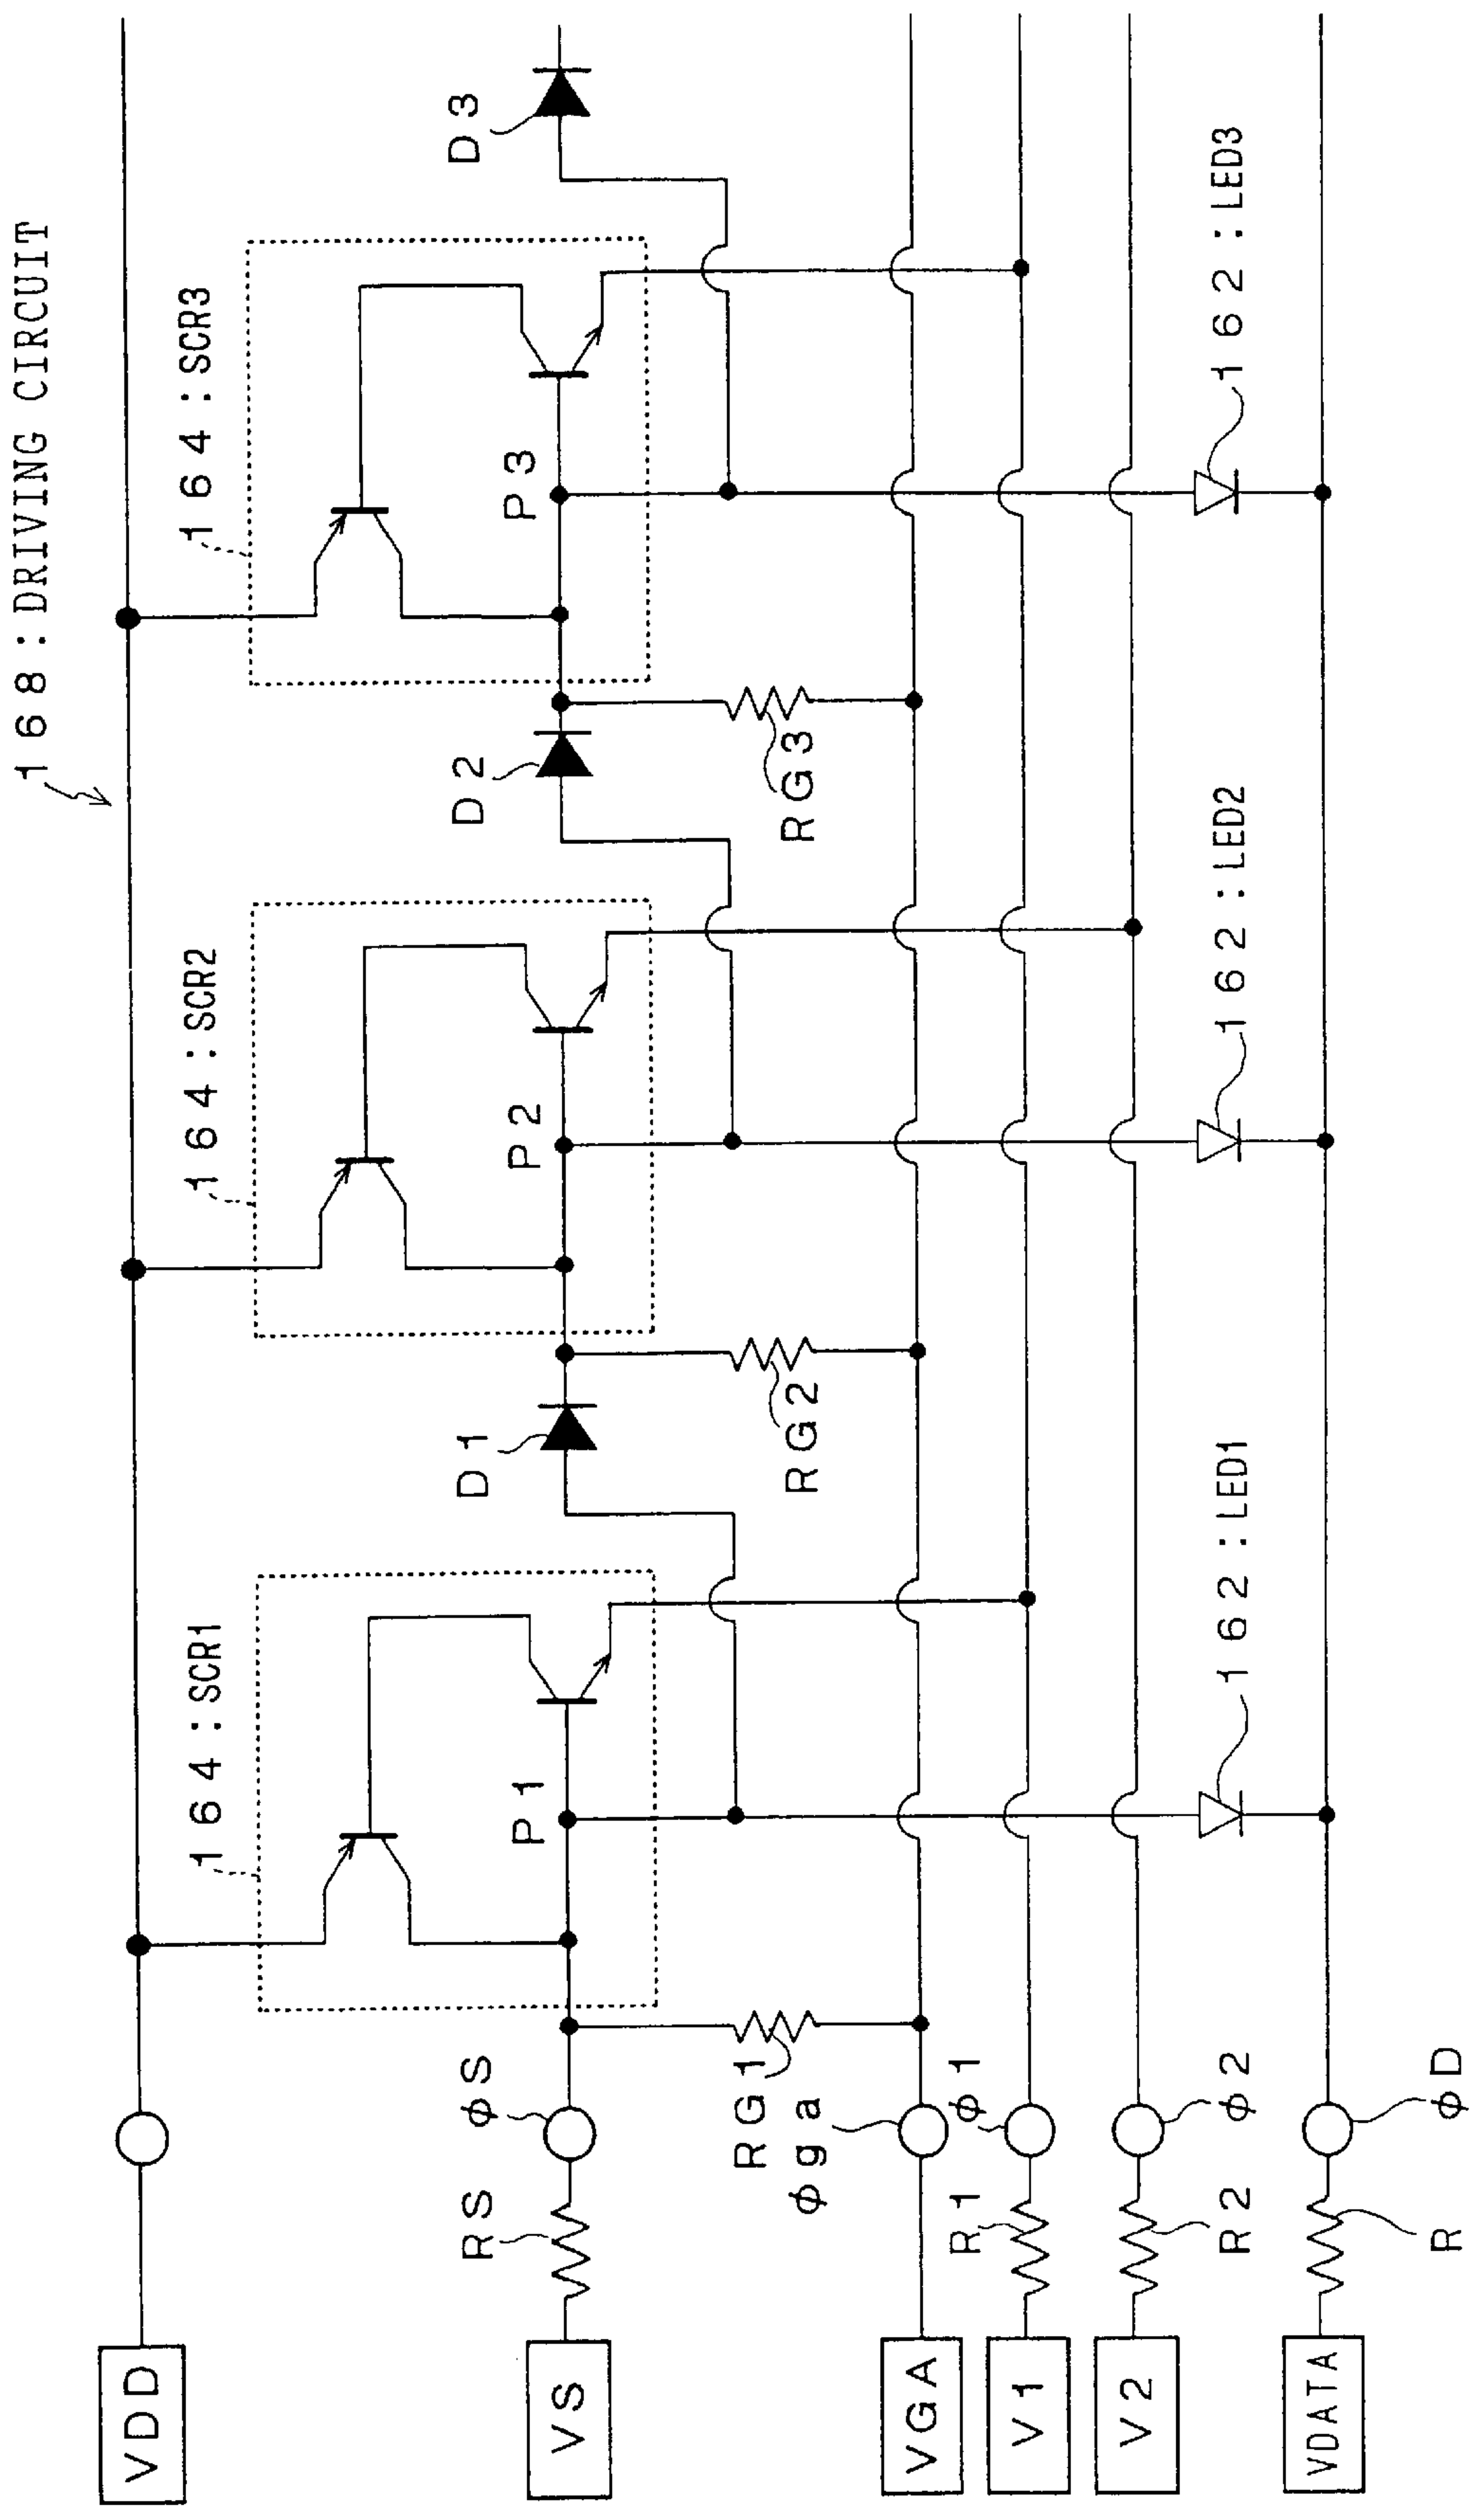 168:DRIVING CIRCUIT
164:SCR1
164:SCR2
164:SCR3
P1
P2
P3
D1
D2
D3
VDD
VS
RS
φS
RG1
RG2
RG3
φga
VGA
V1
R1
φ1
V2
R2
φ2
162:LED1
162:LED2
162:LED3
VDATA
R
φD